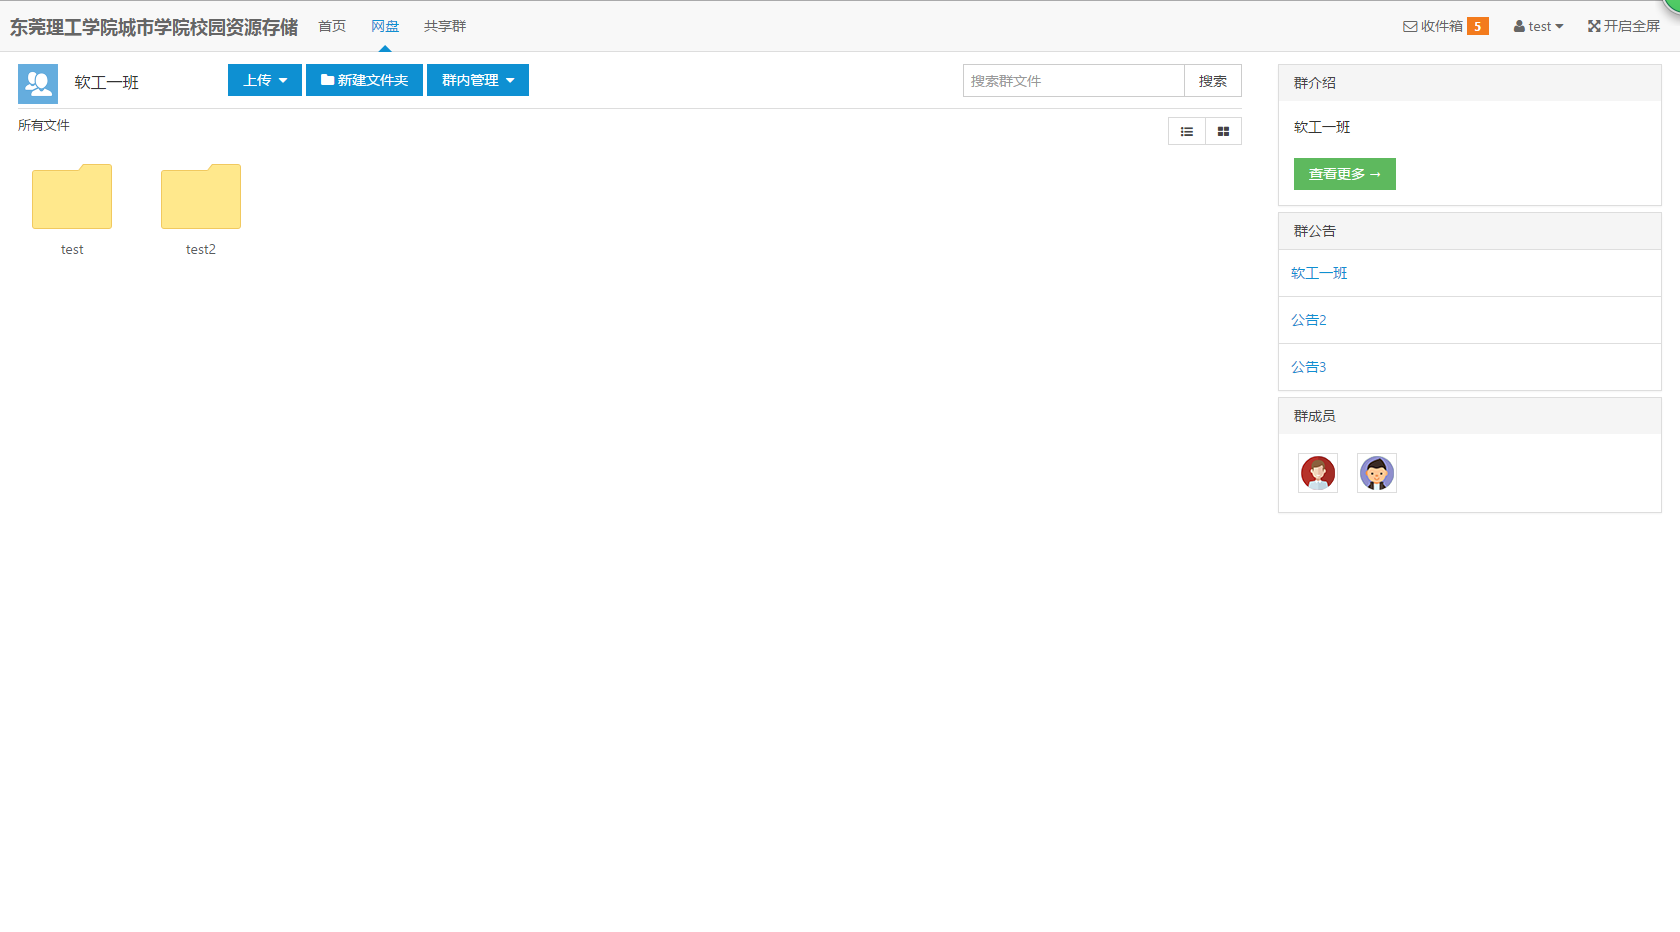 东莞理工学院城市学院校园资源存储 首页 网盘 共享群 收件箱 5 test 开启全屏
软工一班 上传 新建文件夹 群内管理 搜索群文件 搜索
所有文件
test test2
群介绍
软工一班
查看更多→
群公告
软工一班
公告2
公告3
群成员